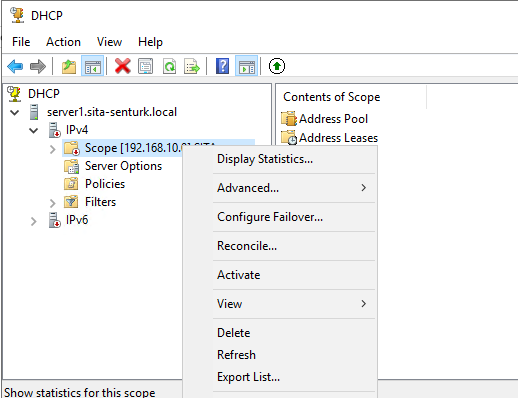 DHCP
File Action View Help
DHCP
server1.sita-senturk.local
IPv4
Scope [192.168.10.0] SITA
Server Options
Policies
Filters
IPv6
Contents of Scope
Address Pool
Address Leases
Display Statistics...
Advanced...
Configure Failover...
Reconcile...
Activate
View
Delete
Refresh
Export List...
Show statistics for this scope